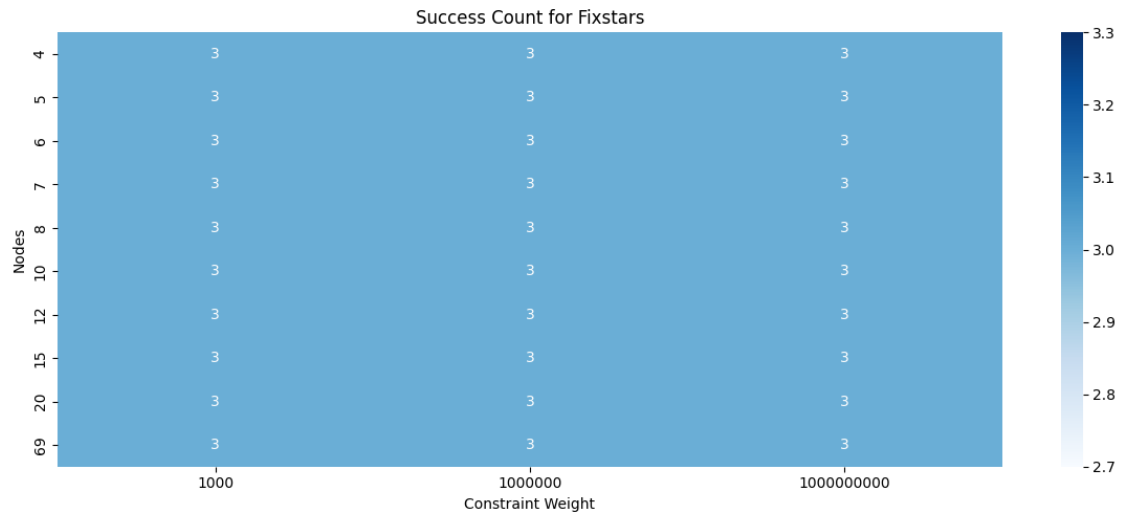 Success Count for Fixstars
4 3 3 3
5 3 3 3
6 3 3 3
7 3 3 3
8 3 3 3
10 3 3 3
12 3 3 3
15 3 3 3
20 3 3 3
69 3 3 3
Nodes
1000 1000000 1000000000
Constraint Weight
3.3
3.2
3.1
3.0
2.9
2.8
2.7